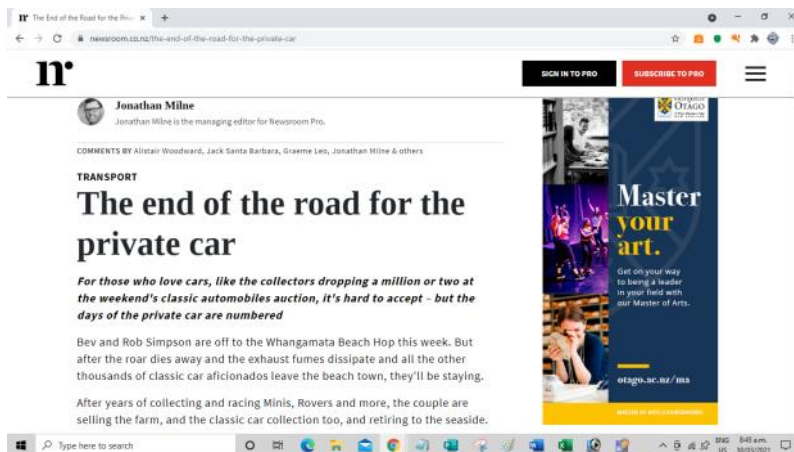 The End of the Road for the Priv
newsroom.co.nz/the-end-of-the-road-for-the-private-car
nr
SIGN IN TO PRO
SUBSCRIBE TO PRO
Jonathan Milne
Jonathan Milne is the managing editor for Newsroom Pro.
COMMENTS BY Alistair Woodward, Jack Santa Barbara, Graeme Leo, Jonathan Milne & others
TRANSPORT
The end of the road for the
private car
For those who love cars, like the collectors dropping a million or two at
the weekend's classic automobiles auction, it's hard to accept – but the
days of the private car are numbered
Bev and Rob Simpson are off to the Whangamata Beach Hop this week. But
after the roar dies away and the exhaust fumes dissipate and all the other
thousands of classic car aficionados leave the beach town, they'll be staying.
After years of collecting and racing Minis, Rovers and more, the couple are
selling the farm, and the classic car collection too, and retiring to the seaside.
OTAGO
Master
your
art.
Get on your way
to being a leader
in your field with
our Master of Arts.
otago.ac.nz/ma
Type here to search
ENG
US
8:45 a.m.